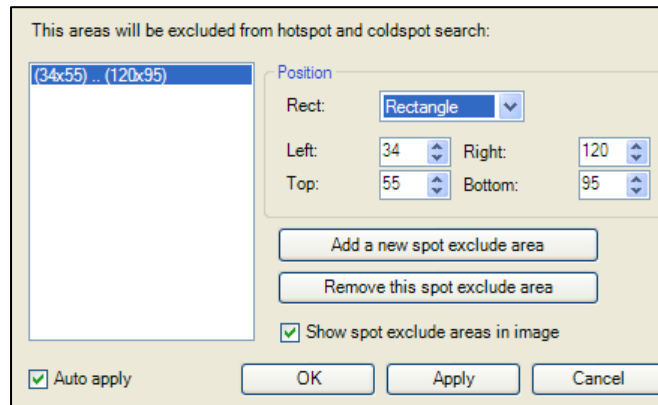 This areas will be excluded from hotspot and coldspot search:
(34x55) .. (120x95)
Position
Rect: Rectangle
Left: 34 Right: 120
Top: 55 Bottom: 95
Add a new spot exclude area
Remove this spot exclude area
Show spot exclude areas in image
Auto apply OK Apply Cancel